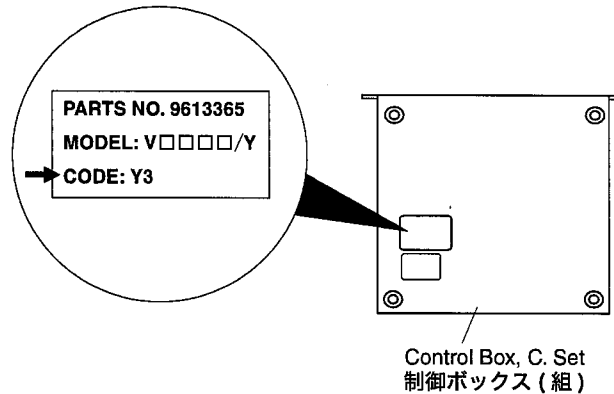 PARTS NO. 9613365
MODEL: V□□□□/Y
CODE: Y3
Control Box, C. Set
制御ボックス ( 組 )